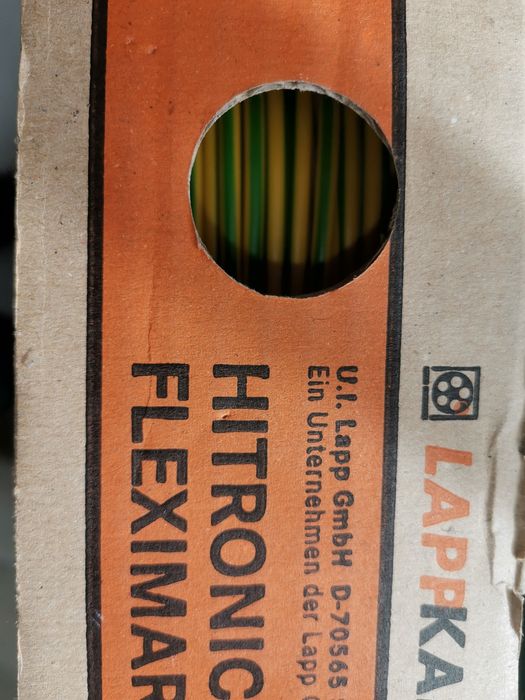 LAPPKA
U.I. Lapp GmbH D-70565
Ein Unternehmen der Lapp
HITRONIC
FLEXIMAR